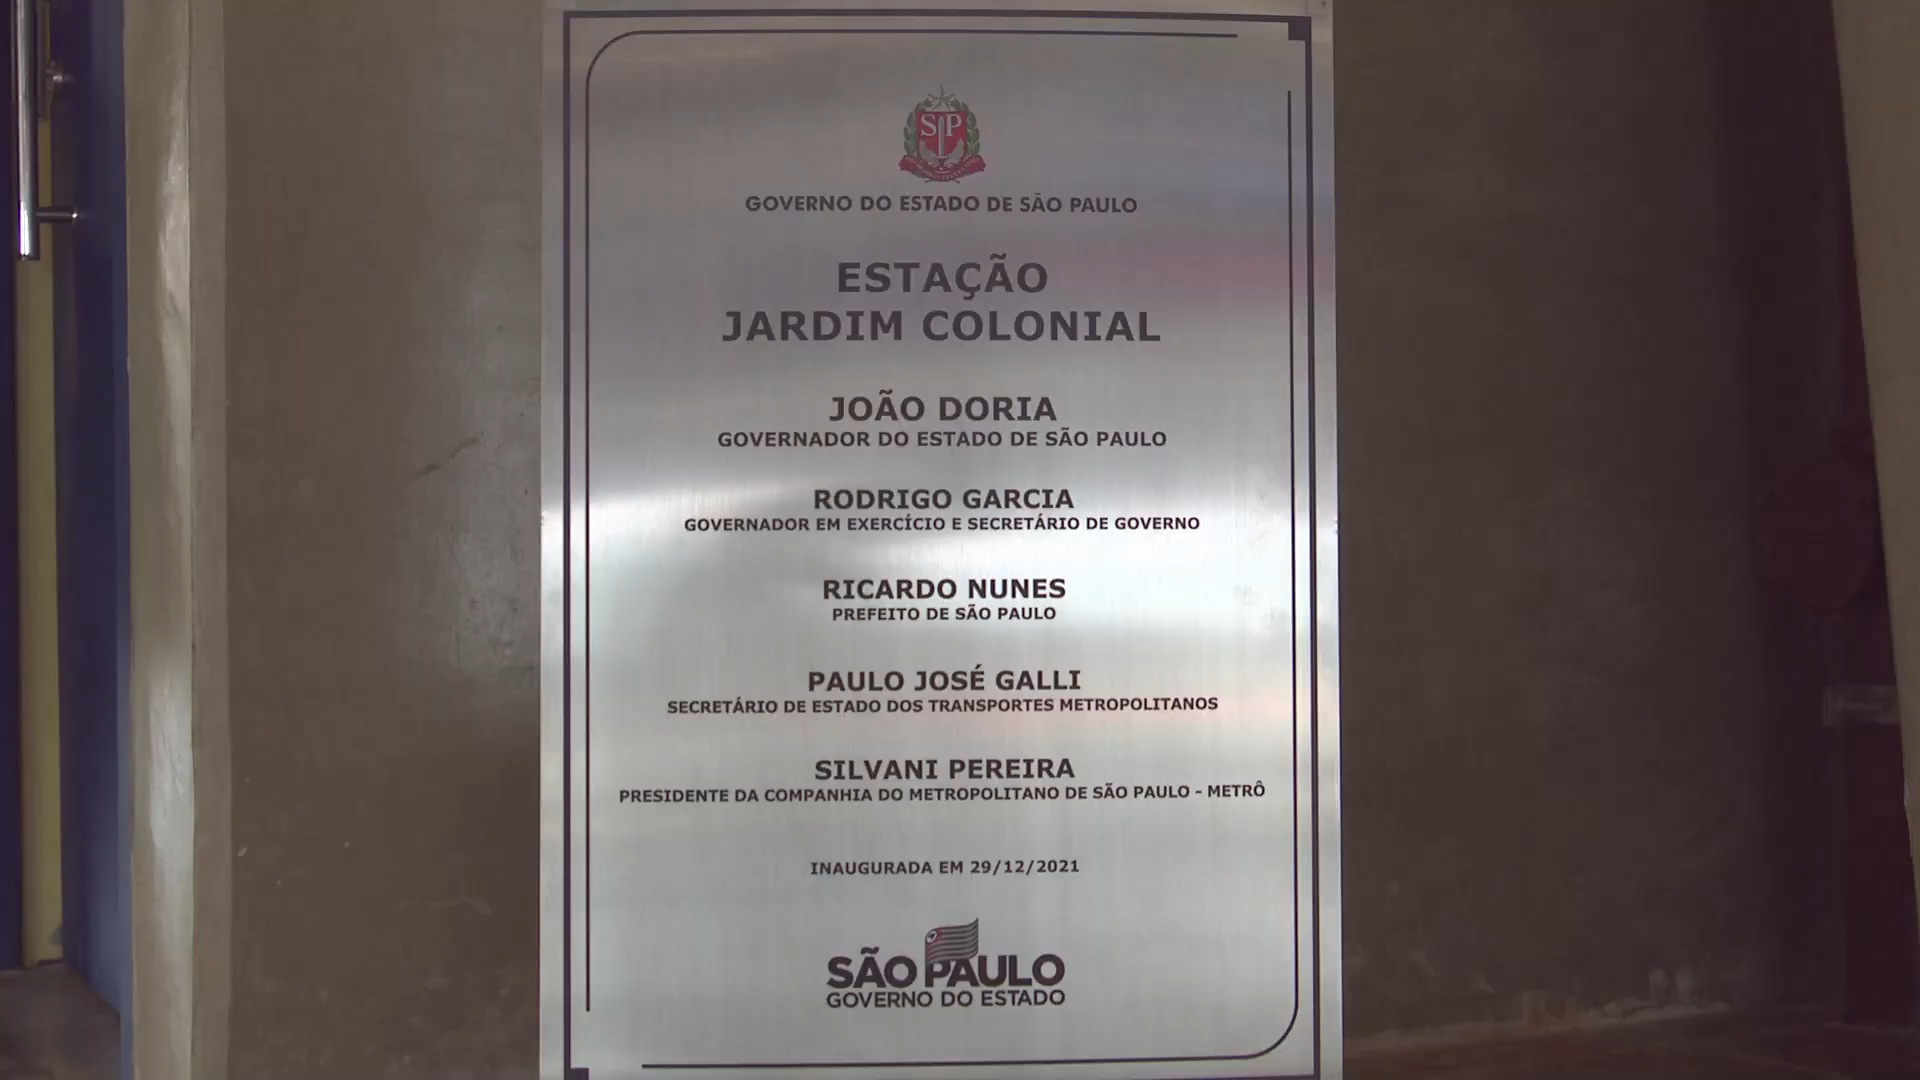 SP
GOVERNO DO ESTADO DE SÃO PAULO
ESTAÇÃO
JARDIM COLONIAL
JOÃO DORIA
GOVERNADOR DO ESTADO DE SÃO PAULO
RODRIGO GARCIA
GOVERNADOR EM EXERCÍCIO E SECRETÁRIO DE GOVERNO
RICARDO NUNES
PREFEITO DE SÃO PAULO
PAULO JOSÉ GALLI
SECRETÁRIO DE ESTADO DOS TRANSPORTES METROPOLITANOS
SILVANI PEREIRA
PRESIDENTE DA COMPANHIA DO METROPOLITANO DE SÃO PAULO - METRÔ
INAUGURADA EM 29/12/2021
SÃO PAULO
GOVERNO DO ESTADO